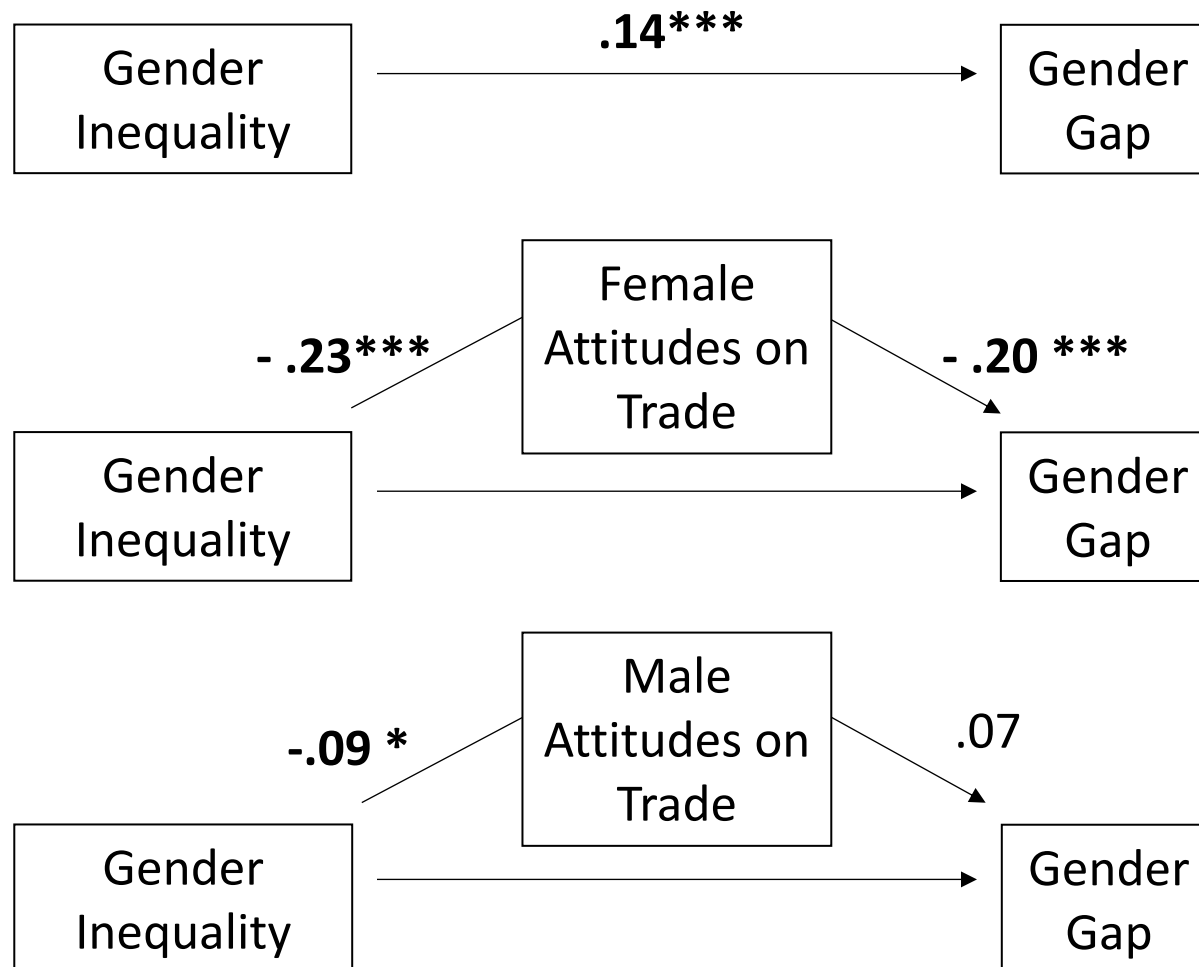 .14***
Gender
Inequality
Gender
Gap
Female
Attitudes on
Trade
- .23***
- .20 ***
Gender
Inequality
Gender
Gap
Male
Attitudes on
Trade
-.09 *
.07
Gender
Inequality
Gender
Gap